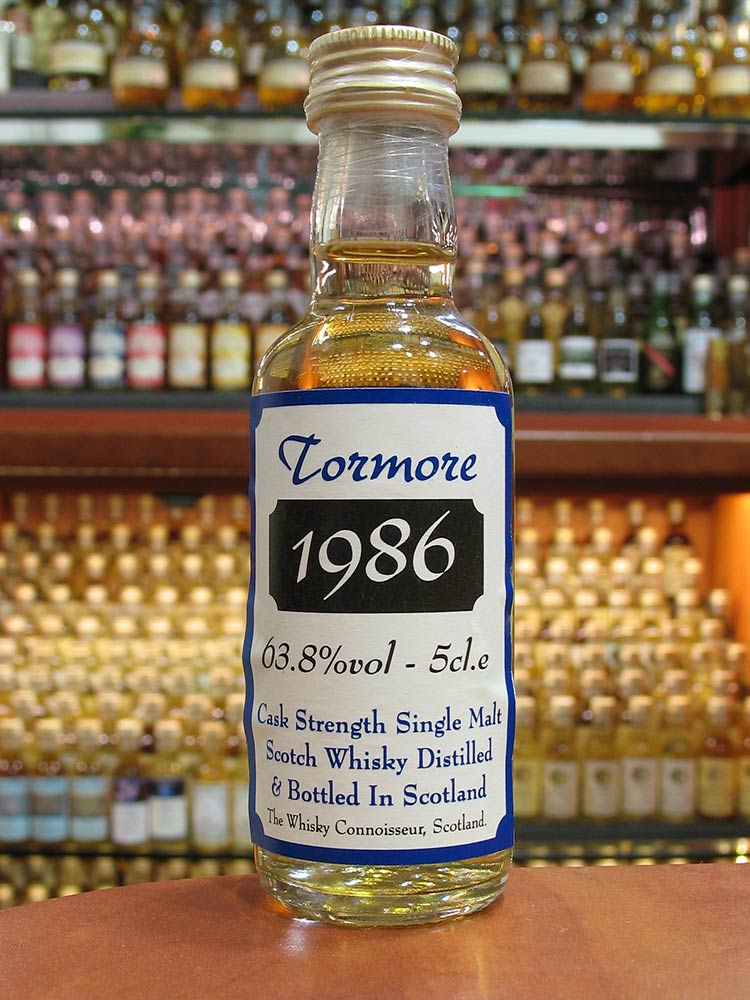 Tormore
1986
63.8%vol - 5cl.e
Cask Strength Single Malt
Scotch Whisky Distilled
& Bottled In Scotland
The Whisky Connoisseur, Scotland.